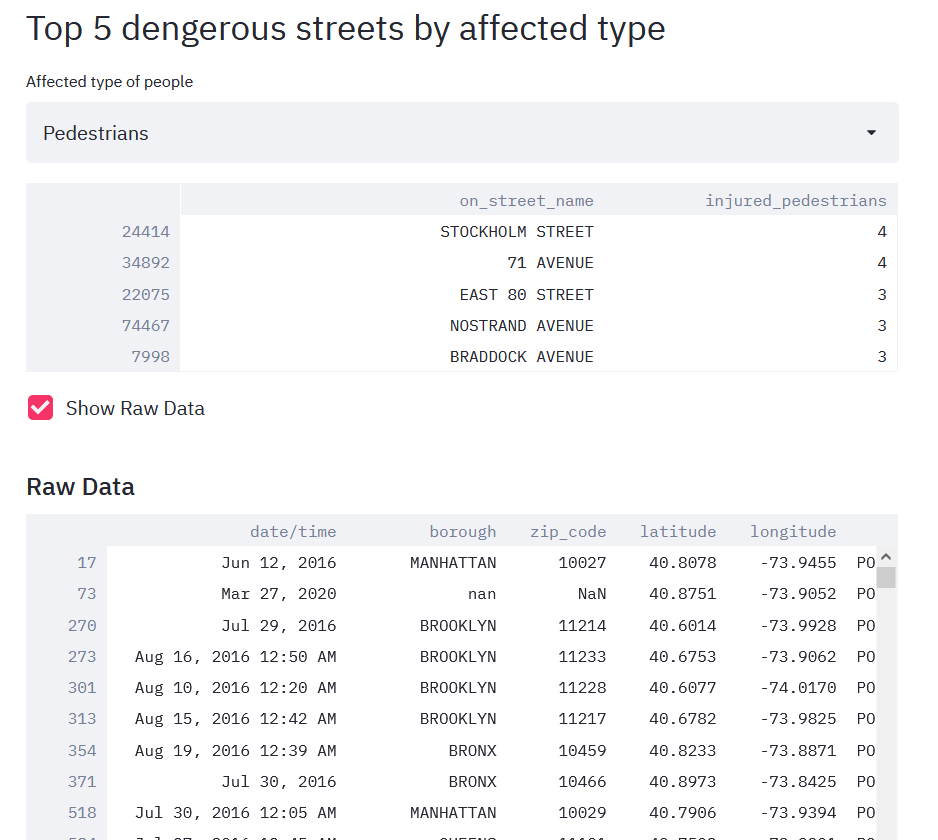 Top 5 dengerous streets by affected type
Affected type of people
Pedestrians
on_street_name injured_pedestrians
24414 STOCKHOLM STREET 4
34892 71 AVENUE 4
22075 EAST 80 STREET 3
74467 NOSTRAND AVENUE 3
7998 BRADDOCK AVENUE 3
Show Raw Data
Raw Data
date/time borough zip_code latitude longitude
17 Jun 12, 2016 MANHATTAN 10027 40.8078 -73.9455 PO
73 Mar 27, 2020 nan NaN 40.8751 -73.9052 PO
270 Jul 29, 2016 BROOKLYN 11214 40.6014 -73.9928 PO
273 Aug 16, 2016 12:50 AM BROOKLYN 11233 40.6753 -73.9062 PO
301 Aug 10, 2016 12:20 AM BROOKLYN 11228 40.6077 -74.0170 PO
313 Aug 15, 2016 12:42 AM BROOKLYN 11217 40.6782 -73.9825 PO
354 Aug 19, 2016 12:39 AM BRONX 10459 40.8233 -73.8871 PO
371 Jul 30, 2016 BRONX 10466 40.8973 -73.8425 PO
518 Jul 30, 2016 12:05 AM MANHATTAN 10029 40.7906 -73.9394 PO